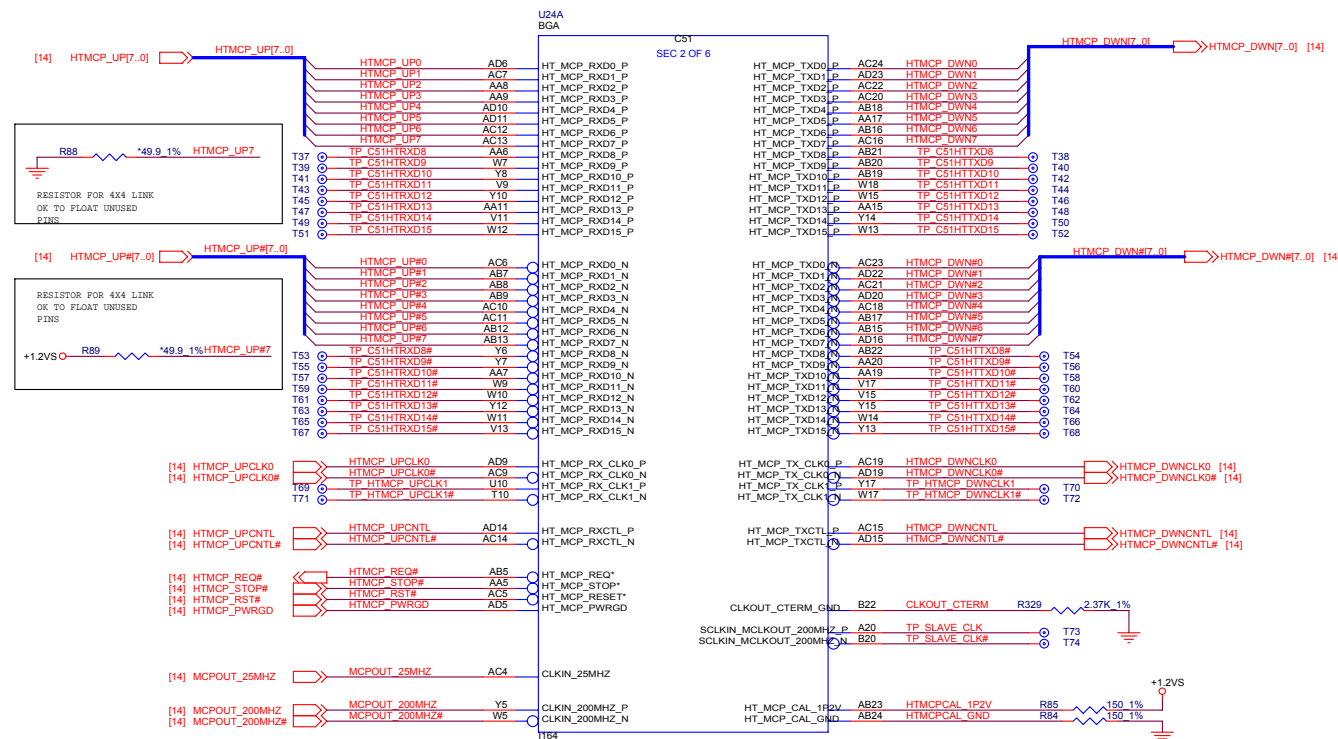 U24A
BGA
C51
SEC 2 OF 6
[14] HTMCP_UP[7..0] HTMCP_UP[7..0]
HTMCP_UP0 AD6 HT_MCP_RXD0_P
HTMCP_UP1 AC7 HT_MCP_RXD1_P
HTMCP_UP2 AA8 HT_MCP_RXD2_P
HTMCP_UP3 AA9 HT_MCP_RXD3_P
HTMCP_UP4 AD10 HT_MCP_RXD4_P
HTMCP_UP5 AD11 HT_MCP_RXD5_P
HTMCP_UP6 AC12 HT_MCP_RXD6_P
HTMCP_UP7 AC13 HT_MCP_RXD7_P
T37 TP_C51HTRXD8 AA6 HT_MCP_RXD8_P
T39 TP_C51HTRXD9 W7 HT_MCP_RXD9_P
T41 TP_C51HTRXD10 Y8 HT_MCP_RXD10_P
T43 TP_C51HTRXD11 V9 HT_MCP_RXD11_P
T45 TP_C51HTRXD12 Y10 HT_MCP_RXD12_P
T47 TP_C51HTRXD13 AA11 HT_MCP_RXD13_P
T49 TP_C51HTRXD14 V11 HT_MCP_RXD14_P
T51 TP_C51HTRXD15 W12 HT_MCP_RXD15_P
R88 *49.9_1% HTMCP_UP7
RESISTOR FOR 4X4 LINK
OK TO FLOAT UNUSED
PINS
[14] HTMCP_UP#[7..0] HTMCP_UP#[7..0]
HTMCP_UP#0 AC6 HT_MCP_RXD0_N
HTMCP_UP#1 AB7 HT_MCP_RXD1_N
HTMCP_UP#2 AB8 HT_MCP_RXD2_N
HTMCP_UP#3 AB9 HT_MCP_RXD3_N
HTMCP_UP#4 AC10 HT_MCP_RXD4_N
HTMCP_UP#5 AC11 HT_MCP_RXD5_N
HTMCP_UP#6 AB12 HT_MCP_RXD6_N
HTMCP_UP#7 AB13 HT_MCP_RXD7_N
T53 TP_C51HTRXD8# Y6 HT_MCP_RXD8_N
T55 TP_C51HTRXD9# Y7 HT_MCP_RXD9_N
T57 TP_C51HTRXD10# AA7 HT_MCP_RXD10_N
T59 TP_C51HTRXD11# W9 HT_MCP_RXD11_N
T61 TP_C51HTRXD12# W10 HT_MCP_RXD12_N
T63 TP_C51HTRXD13# Y12 HT_MCP_RXD13_N
T65 TP_C51HTRXD14# W11 HT_MCP_RXD14_N
T67 TP_C51HTRXD15# V13 HT_MCP_RXD15_N
RESISTOR FOR 4X4 LINK
OK TO FLOAT UNUSED
PINS
+1.2VS R89 *49.9_1% HTMCP_UP#7
[14] HTMCP_UPCLK0 HTMCP_UPCLK0 AD9 HT_MCP_RX_CLK0_P
[14] HTMCP_UPCLK0# HTMCP_UPCLK0# AC9 HT_MCP_RX_CLK0_N
T69 TP_HTMCP_UPCLK1 U10 HT_MCP_RX_CLK1_P
T71 TP_HTMCP_UPCLK1# T10 HT_MCP_RX_CLK1_N
[14] HTMCP_UPCNTL HTMCP_UPCNTL AD14 HT_MCP_RXCTL_P
[14] HTMCP_UPCNTL# HTMCP_UPCNTL# AC14 HT_MCP_RXCTL_N
[14] HTMCP_REQ# HTMCP_REQ# AB5 HT_MCP_REQ*
[14] HTMCP_STOP# HTMCP_STOP# AA5 HT_MCP_STOP*
[14] HTMCP_RST# HTMCP_RST# AC5 HT_MCP_RESET*
[14] HTMCP_PWRGD HTMCP_PWRGD AD5 HT_MCP_PWRGD
[14] MCPOUT_25MHZ MCPOUT_25MHZ AC4 CLKIN_25MHZ
[14] MCPOUT_200MHZ MCPOUT_200MHZ Y5 CLKIN_200MHZ_P
[14] MCPOUT_200MHZ# MCPOUT_200MHZ# W5 CLKIN_200MHZ_N
I164
HTMCP_DWN[7..0] HTMCP_DWN[7..0] [14]
HT_MCP_TXD0_P AC24 HTMCP_DWN0
HT_MCP_TXD1_P AD23 HTMCP_DWN1
HT_MCP_TXD2_P AC22 HTMCP_DWN2
HT_MCP_TXD3_P AC20 HTMCP_DWN3
HT_MCP_TXD4_P AB18 HTMCP_DWN4
HT_MCP_TXD5_P AA17 HTMCP_DWN5
HT_MCP_TXD6_P AB16 HTMCP_DWN6
HT_MCP_TXD7_P AC16 HTMCP_DWN7
HT_MCP_TXD8_P AB21 TP_C51HTTXD8 T38
HT_MCP_TXD9_P AB20 TP_C51HTTXD9 T40
HT_MCP_TXD10_P AB19 TP_C51HTTXD10 T42
HT_MCP_TXD11_P W18 TP_C51HTTXD11 T44
HT_MCP_TXD12_P W15 TP_C51HTTXD12 T46
HT_MCP_TXD13_P AA15 TP_C51HTTXD13 T48
HT_MCP_TXD14_P Y14 TP_C51HTTXD14 T50
HT_MCP_TXD15_P W13 TP_C51HTTXD15 T52
HTMCP_DWN#[7..0] HTMCP_DWN#[7..0] [14
HT_MCP_TXD0_N AC23 HTMCP_DWN#0
HT_MCP_TXD1_N AD22 HTMCP_DWN#1
HT_MCP_TXD2_N AC21 HTMCP_DWN#2
HT_MCP_TXD3_N AD20 HTMCP_DWN#3
HT_MCP_TXD4_N AC18 HTMCP_DWN#4
HT_MCP_TXD5_N AB17 HTMCP_DWN#5
HT_MCP_TXD6_N AB15 HTMCP_DWN#6
HT_MCP_TXD7_N AD16 HTMCP_DWN#7
HT_MCP_TXD8_N AB22 TP_C51HTTXD8# T54
HT_MCP_TXD9_N AA20 TP_C51HTTXD9# T56
HT_MCP_TXD10_N AA19 TP_C51HTTXD10# T58
HT_MCP_TXD11_N V17 TP_C51HTTXD11# T60
HT_MCP_TXD12_N V15 TP_C51HTTXD12# T62
HT_MCP_TXD13_N Y15 TP_C51HTTXD13# T64
HT_MCP_TXD14_N W14 TP_C51HTTXD14# T66
HT_MCP_TXD15_N Y13 TP_C51HTTXD15# T68
HT_MCP_TX_CLK0_P AC19 HTMCP_DWNCLK0 HTMCP_DWNCLK0 [14]
HT_MCP_TX_CLK0_N AD19 HTMCP_DWNCLK0# HTMCP_DWNCLK0# [14]
HT_MCP_TX_CLK1_P Y17 TP_HTMCP_DWNCLK1 T70
HT_MCP_TX_CLK1_N W17 TP_HTMCP_DWNCLK1# T72
HT_MCP_TXCTL_P AC15 HTMCP_DWNCNTL HTMCP_DWNCNTL [14]
HT_MCP_TXCTL_N AD15 HTMCP_DWNCNTL# HTMCP_DWNCNTL# [14]
CLKOUT_CTERM_GND B22 CLKOUT_CTERM R329 2.37K_1%
SCLKIN_MCLKOUT_200MHZ_P A20 TP_SLAVE_CLK T73
SCLKIN_MCLKOUT_200MHZ_N B20 TP_SLAVE_CLK# T74
+1.2VS
HT_MCP_CAL_1P2V AB23 HTMCPCAL_1P2V R85 150_1%
HT_MCP_CAL_GND AB24 HTMCPCAL_GND R84 150_1%